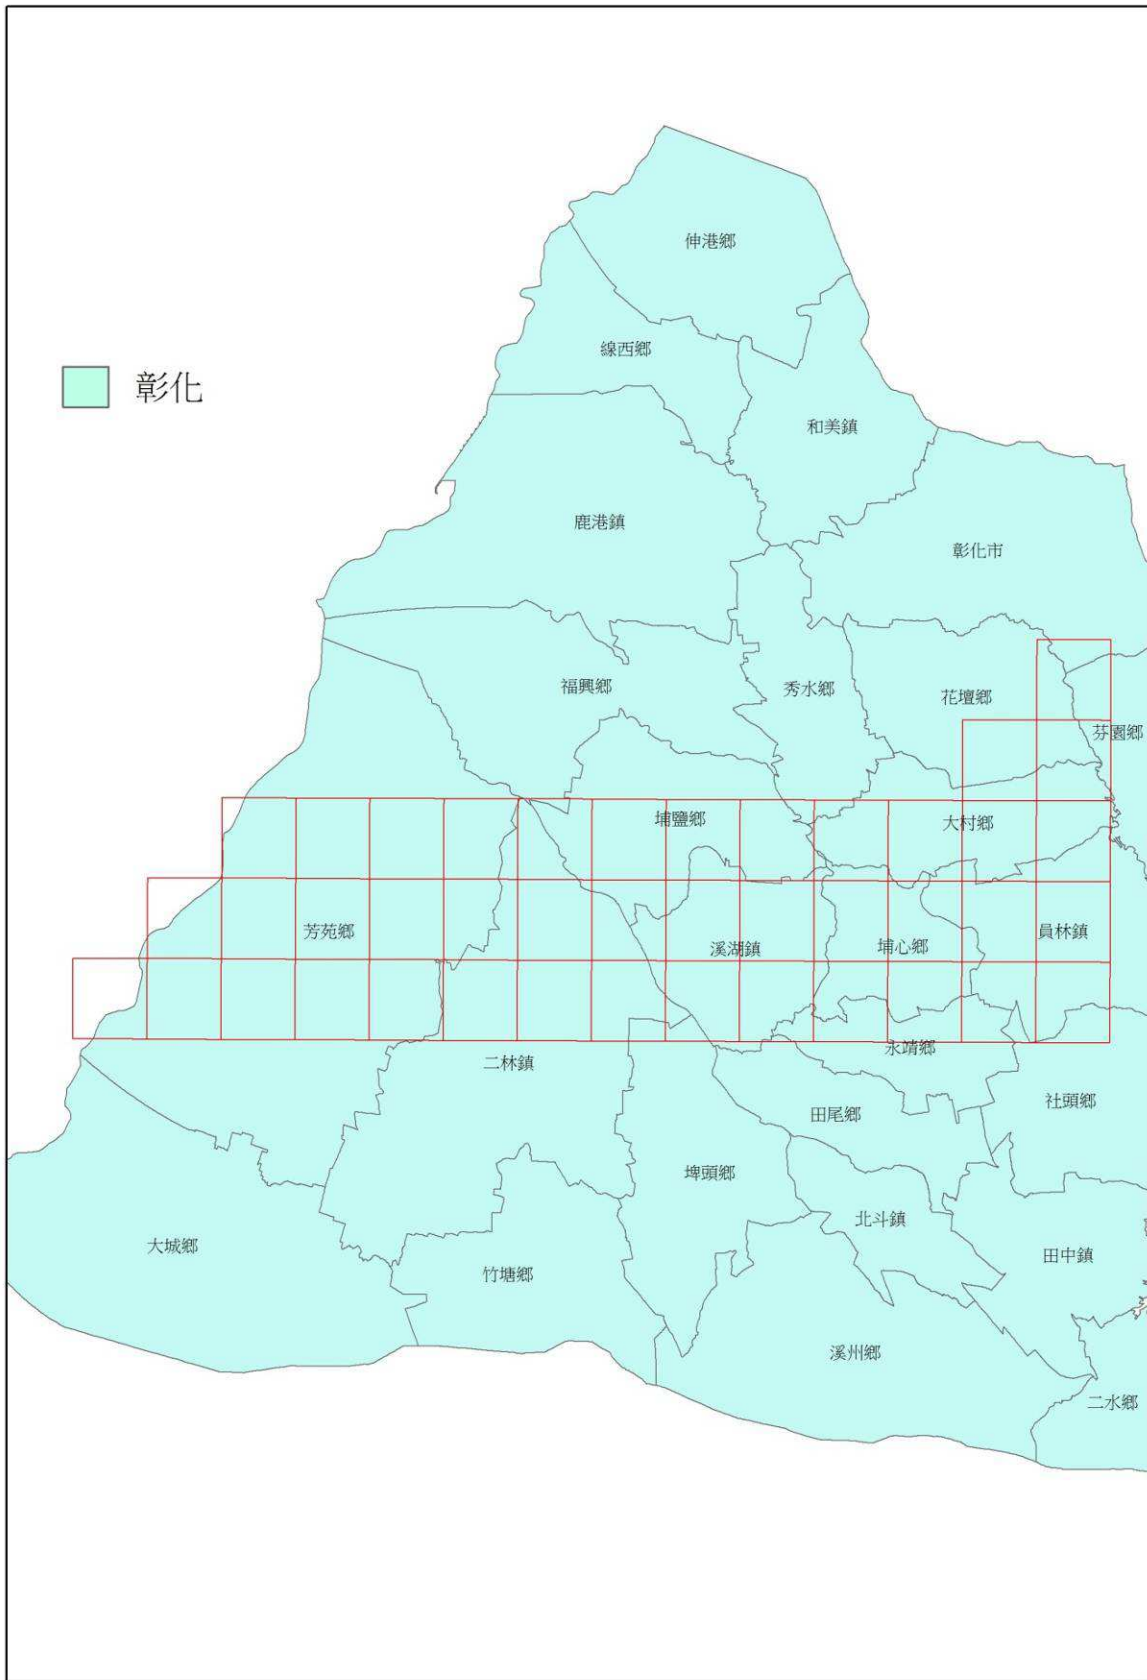 伸港鄉
線西鄉
彰化
和美鎮
鹿港鎮
彰化市
福興鄉
秀水鄉
花壇鄉
芬園鄉
埔鹽鄉
大村鄉
芳苑鄉
溪湖鎮
埔心鄉
員林鎮
二林鎮
永靖鄉
田尾鄉
社頭鄉
埤頭鄉
北斗鎮
大城鄉
竹塘鄉
田中鎮
溪州鄉
二水鄉